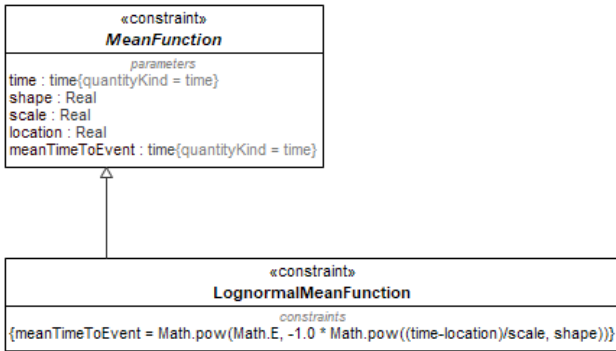 «constraint»
MeanFunction
parameters
time : time{quantityKind = time}
shape : Real
scale : Real
location : Real
meanTimeToEvent : time{quantityKind = time}
«constraint»
LognormalMeanFunction
constraints
{meanTimeToEvent = Math.pow(Math.E, -1.0 * Math.pow((time-location)/scale, shape))}